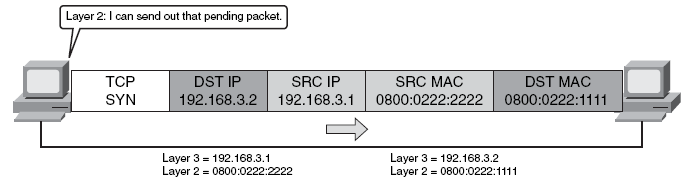 Layer 2: I can send out that pending packet.
TCP
SYN
DST IP
192.168.3.2
SRC IP
192.168.3.1
SRC MAC
0800:0222:2222
DST MAC
0800:0222:1111
Layer 3 = 192.168.3.1
Layer 2 = 0800:0222:2222
Layer 3 = 192.168.3.2
Layer 2 = 0800:0222:1111